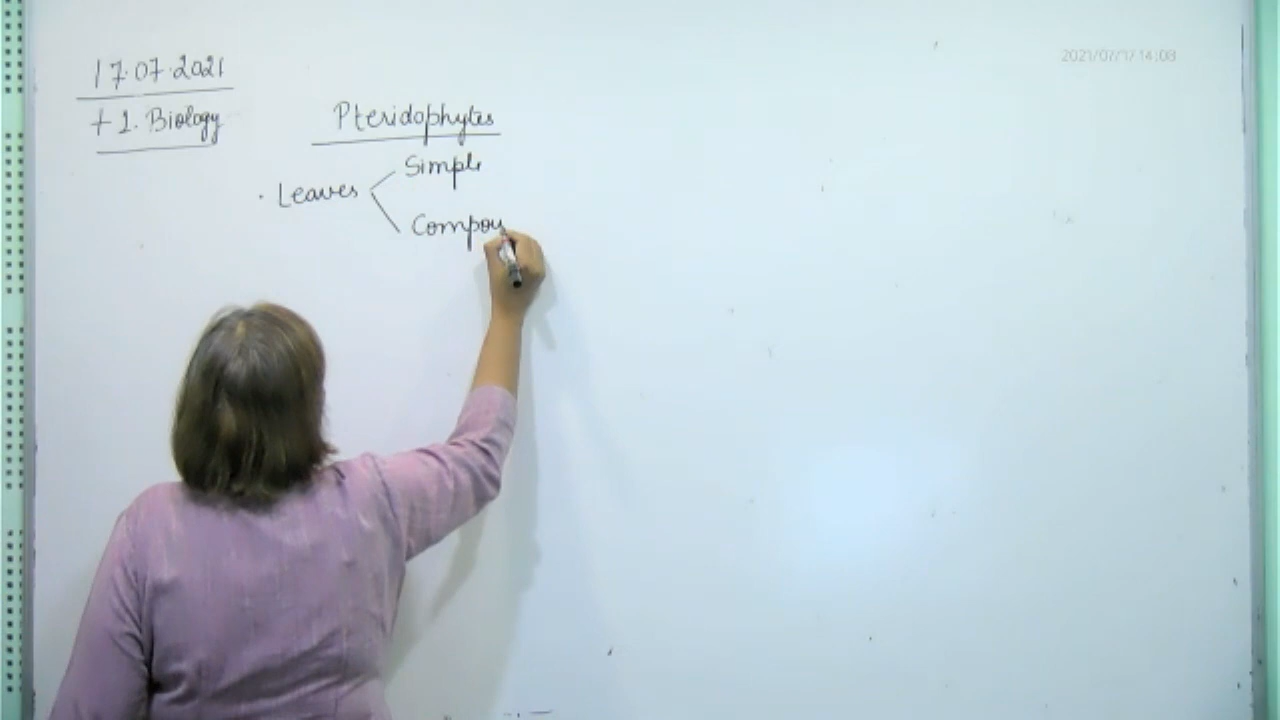 17.07.2021
+1. Biology
Pteridophytes
· Leaves
Simple
Compou
2021/07/17 14:08